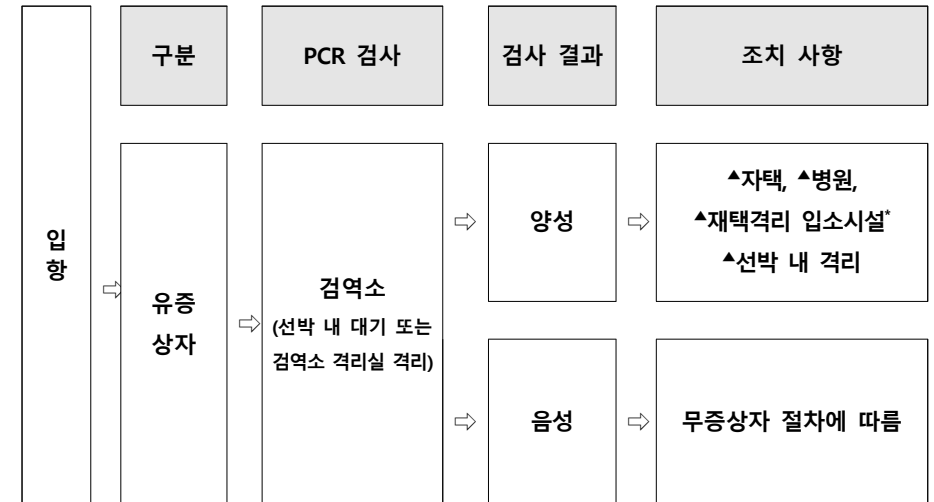 구분
PCR 검사
검사 결과
조치 사항
입
항
⇨
유증
상자
⇨
검역소
(선박 내 대기 또는
검역소 격리실 격리)
⇨
양성
⇨
▲자택, ▲병원,
▲재택격리 입소시설*
▲선박 내 격리
⇨
음성
⇨
무증상자 절차에 따름